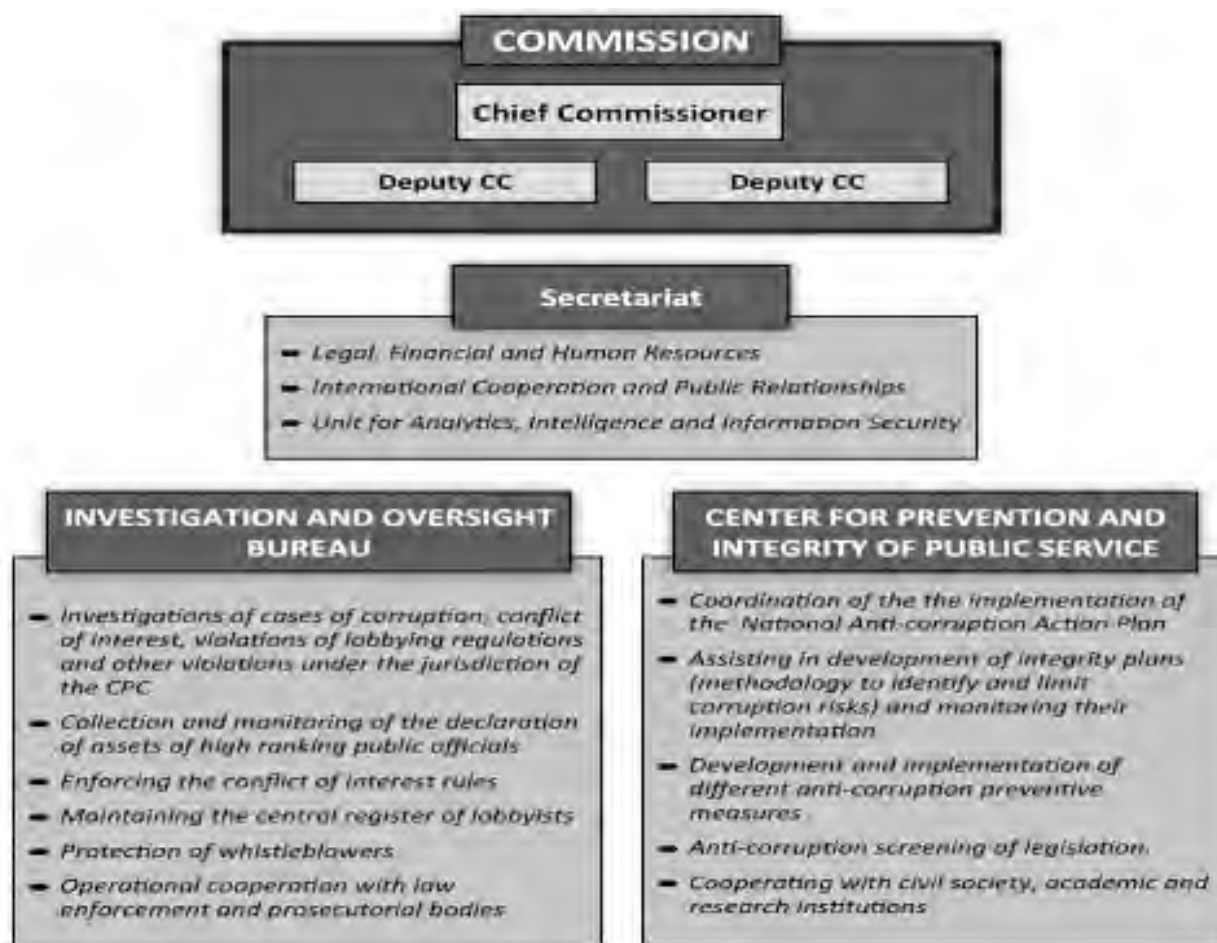 COMMISSION
Chief Commissioner
Deputy CC
Deputy CC
Secretariat
- Legal, Financial and Human Resources
- International Cooperation and Public Relationships
- Unit for Analytics, Intelligence and Information Security
INVESTIGATION AND OVERSIGHT
BUREAU
- Investigations of cases of corruption, conflict
of interest, violations of lobbying regulations
and other violations under the jurisdiction of
the CPC
- Collection and monitoring of the declaration
of assets of high ranking public officials
- Enforcing the conflict of interest rules
- Maintaining the central register of lobbyists
- Protection of whistleblowers
- Operational cooperation with law
enforcement and prosecutorial bodies
CENTER FOR PREVENTION AND
INTEGRITY OF PUBLIC SERVICE
- Coordination of the the implementation of
the National Anti-corruption Action Plan
- Assisting in development of integrity plans
(methodology to identify and limit
corruption risks) and monitoring their
implementation
- Development and implementation of
different anti-corruption preventive
measures
- Anti-corruption screening of legislation.
- Cooperating with civil society, academic and
research institutions